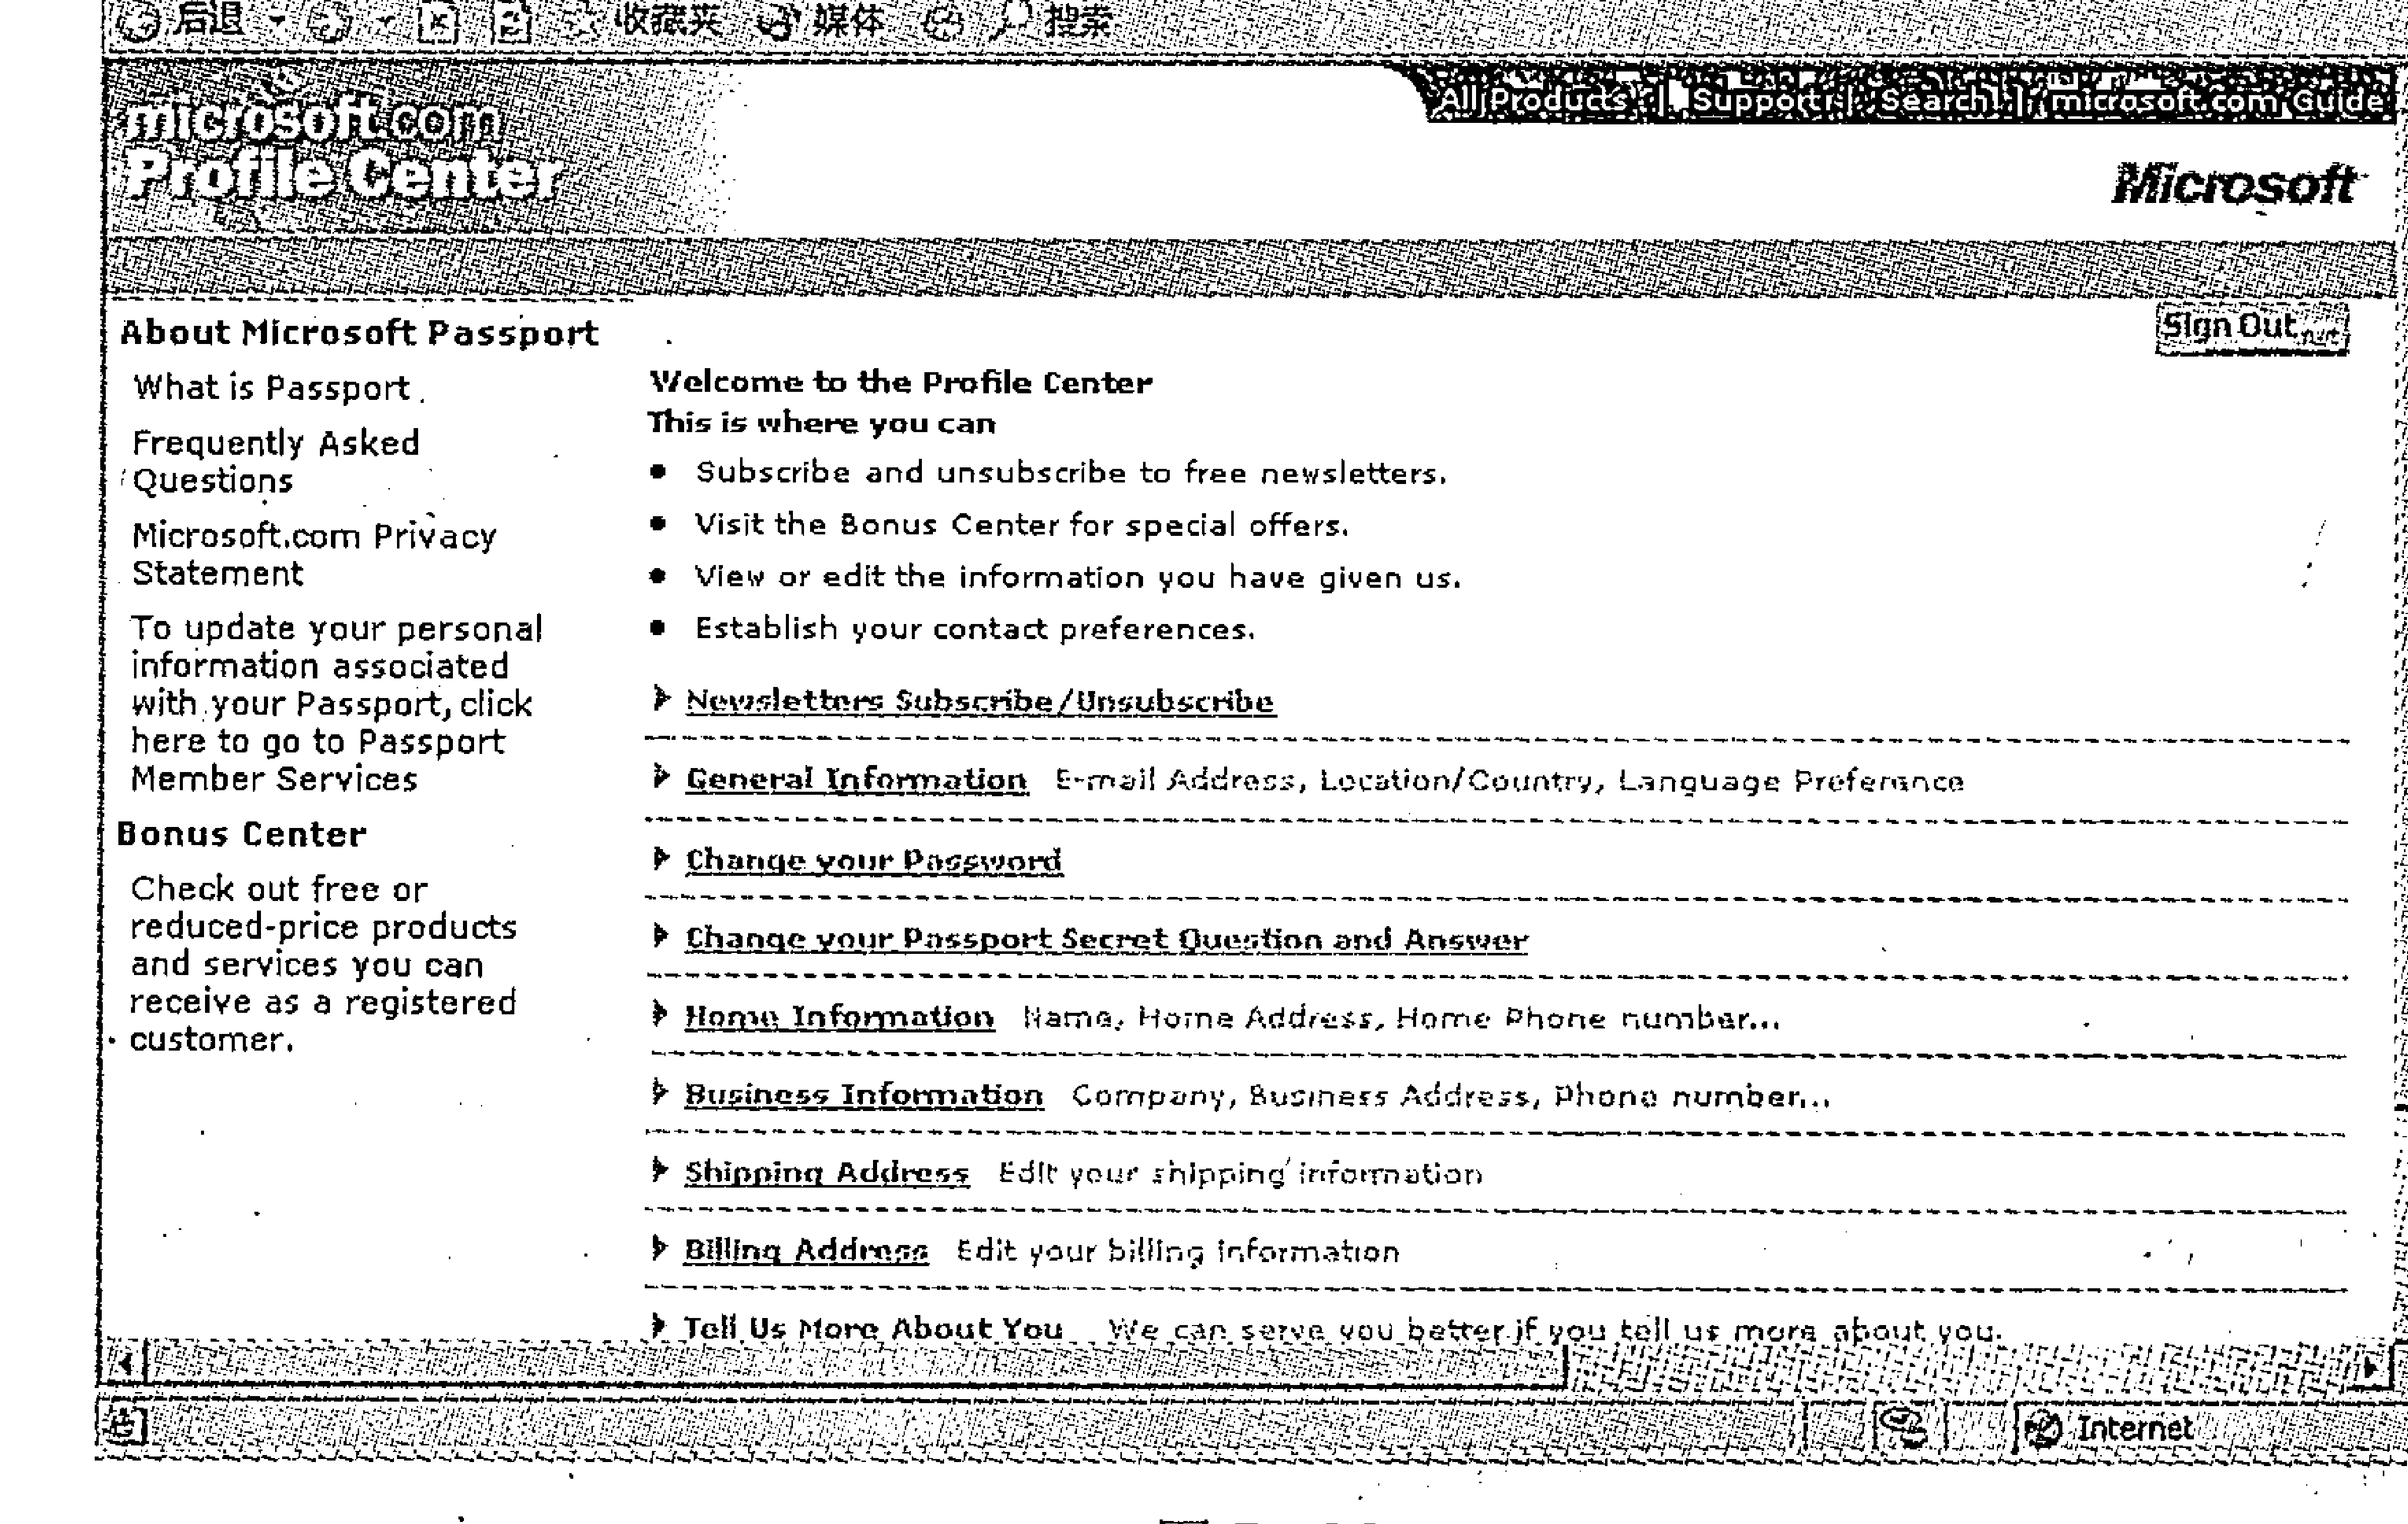 后退 收藏夹 媒体 搜索
All Products | Support | Search | microsoft.com Guide
microsoft.com
Profile Center
Microsoft
Sign Out .net
About Microsoft Passport
What is Passport
Frequently Asked
Questions
Microsoft.com Privacy
Statement
To update your personal
information associated
with your Passport, click
here to go to Passport
Member Services
Bonus Center
Check out free or
reduced-price products
and services you can
receive as a registered
customer.
Welcome to the Profile Center
This is where you can
• Subscribe and unsubscribe to free newsletters.
• Visit the Bonus Center for special offers.
• View or edit the information you have given us.
• Establish your contact preferences.
Newsletters Subscribe/Unsubscribe
General Information E-mail Address, Location/Country, Language Preference
Change your Password
Change your Passport Secret Question and Answer
Home Information Name, Home Address, Home Phone number...
Business Information Company, Business Address, Phone number...
Shipping Address Edit your shipping information
Billing Address Edit your billing information
Tell Us More About You We can serve you better if you tell us more about you.
Internet